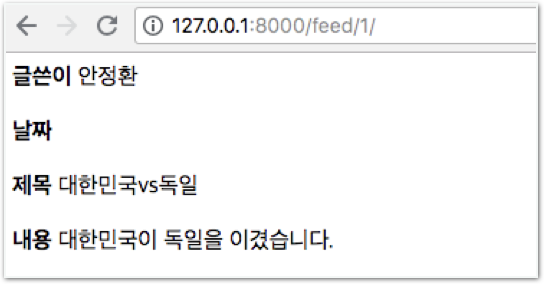 127.0.0.1:8000/feed/1/
글쓴이 안정환
날짜
제목 대한민국vs독일
내용 대한민국이 독일을 이겼습니다.